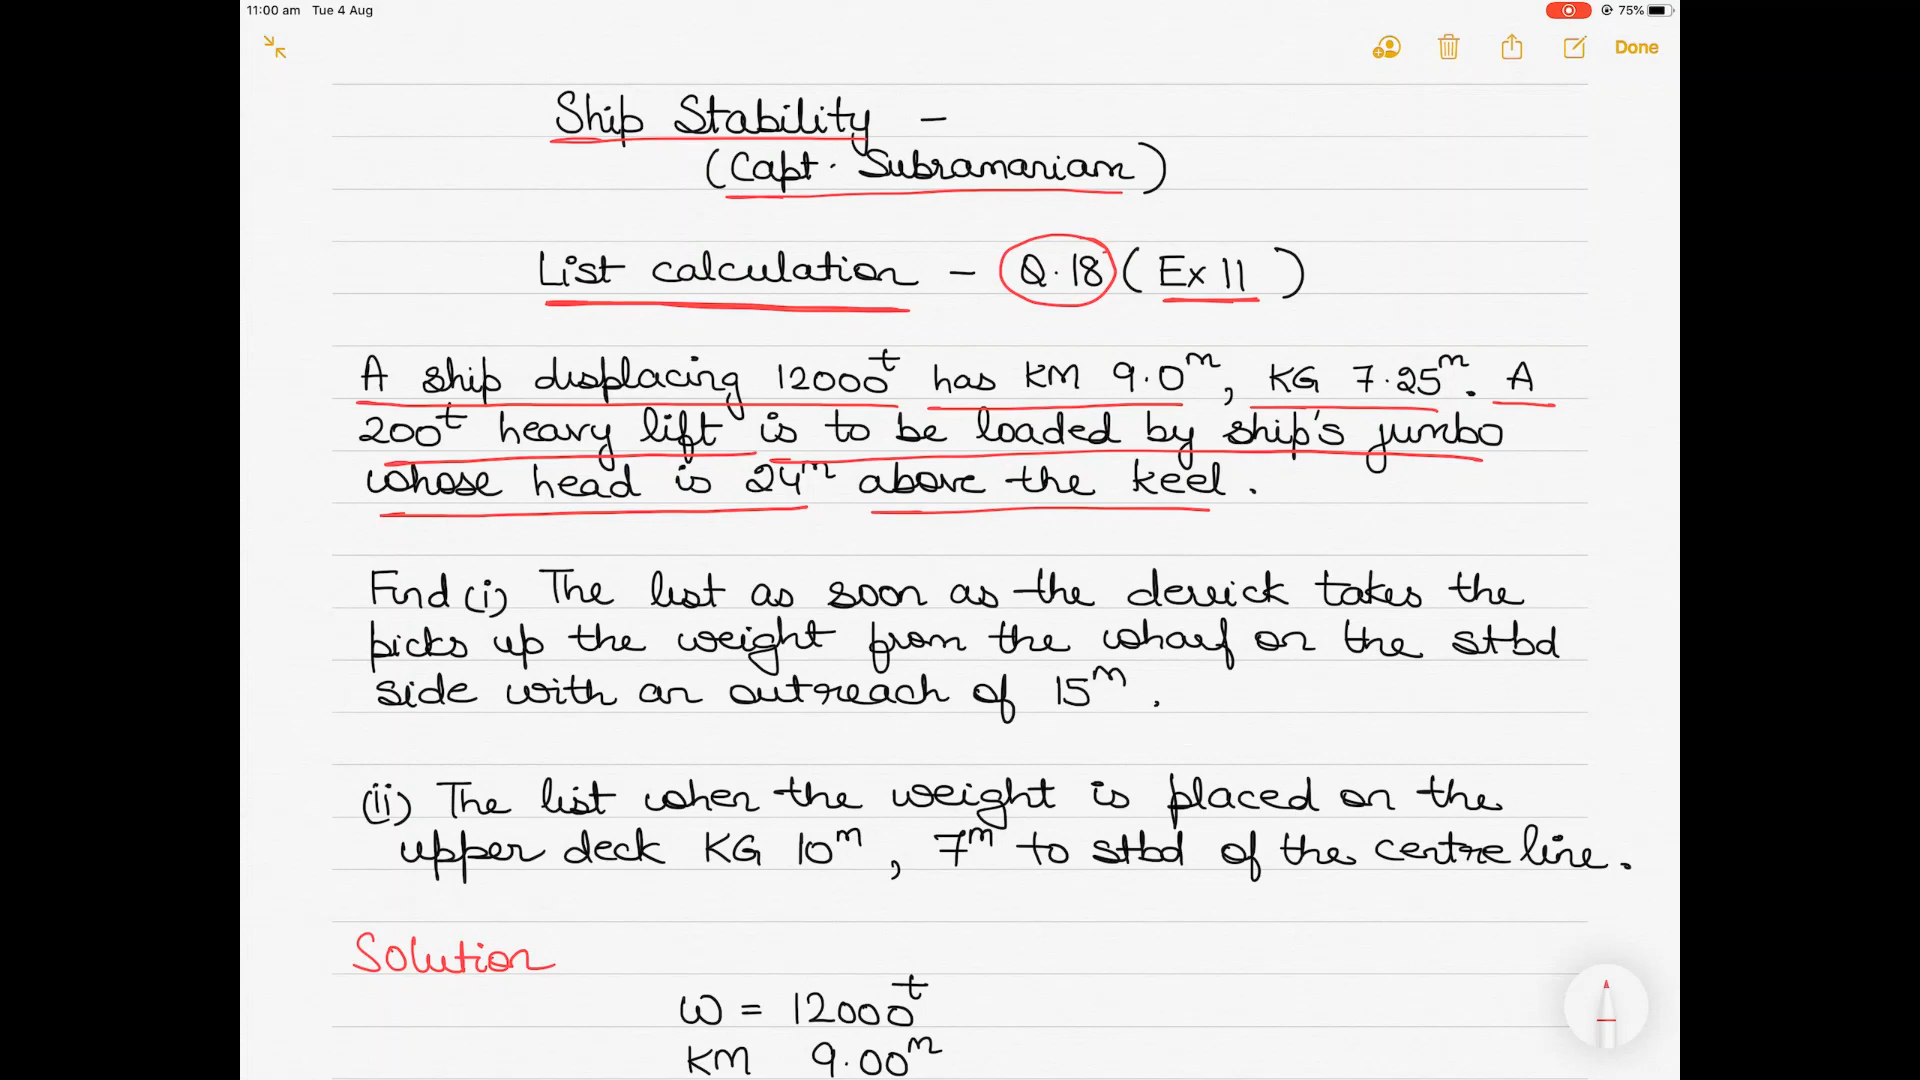 11:00 am Tue 4 Aug
75%
Done
Ship Stability -
(Capt. Subramaniam)
List calculation - Q.18 (Ex 11)
A ship displacing 12000t has KM 9.0m, KG 7.25m. A
200t heavy lift is to be loaded by ship's jumbo
whose head is 24m above the keel.
Find (i) The list as soon as the derrick takes the
picks up the weight from the wharf on the stbd
side with an outreach of 15m.
(ii) The list when the weight is placed on the
upper deck KG 10m, 7m to stbd of the centre line.
Solution
W = 12000t
KM 9.00m